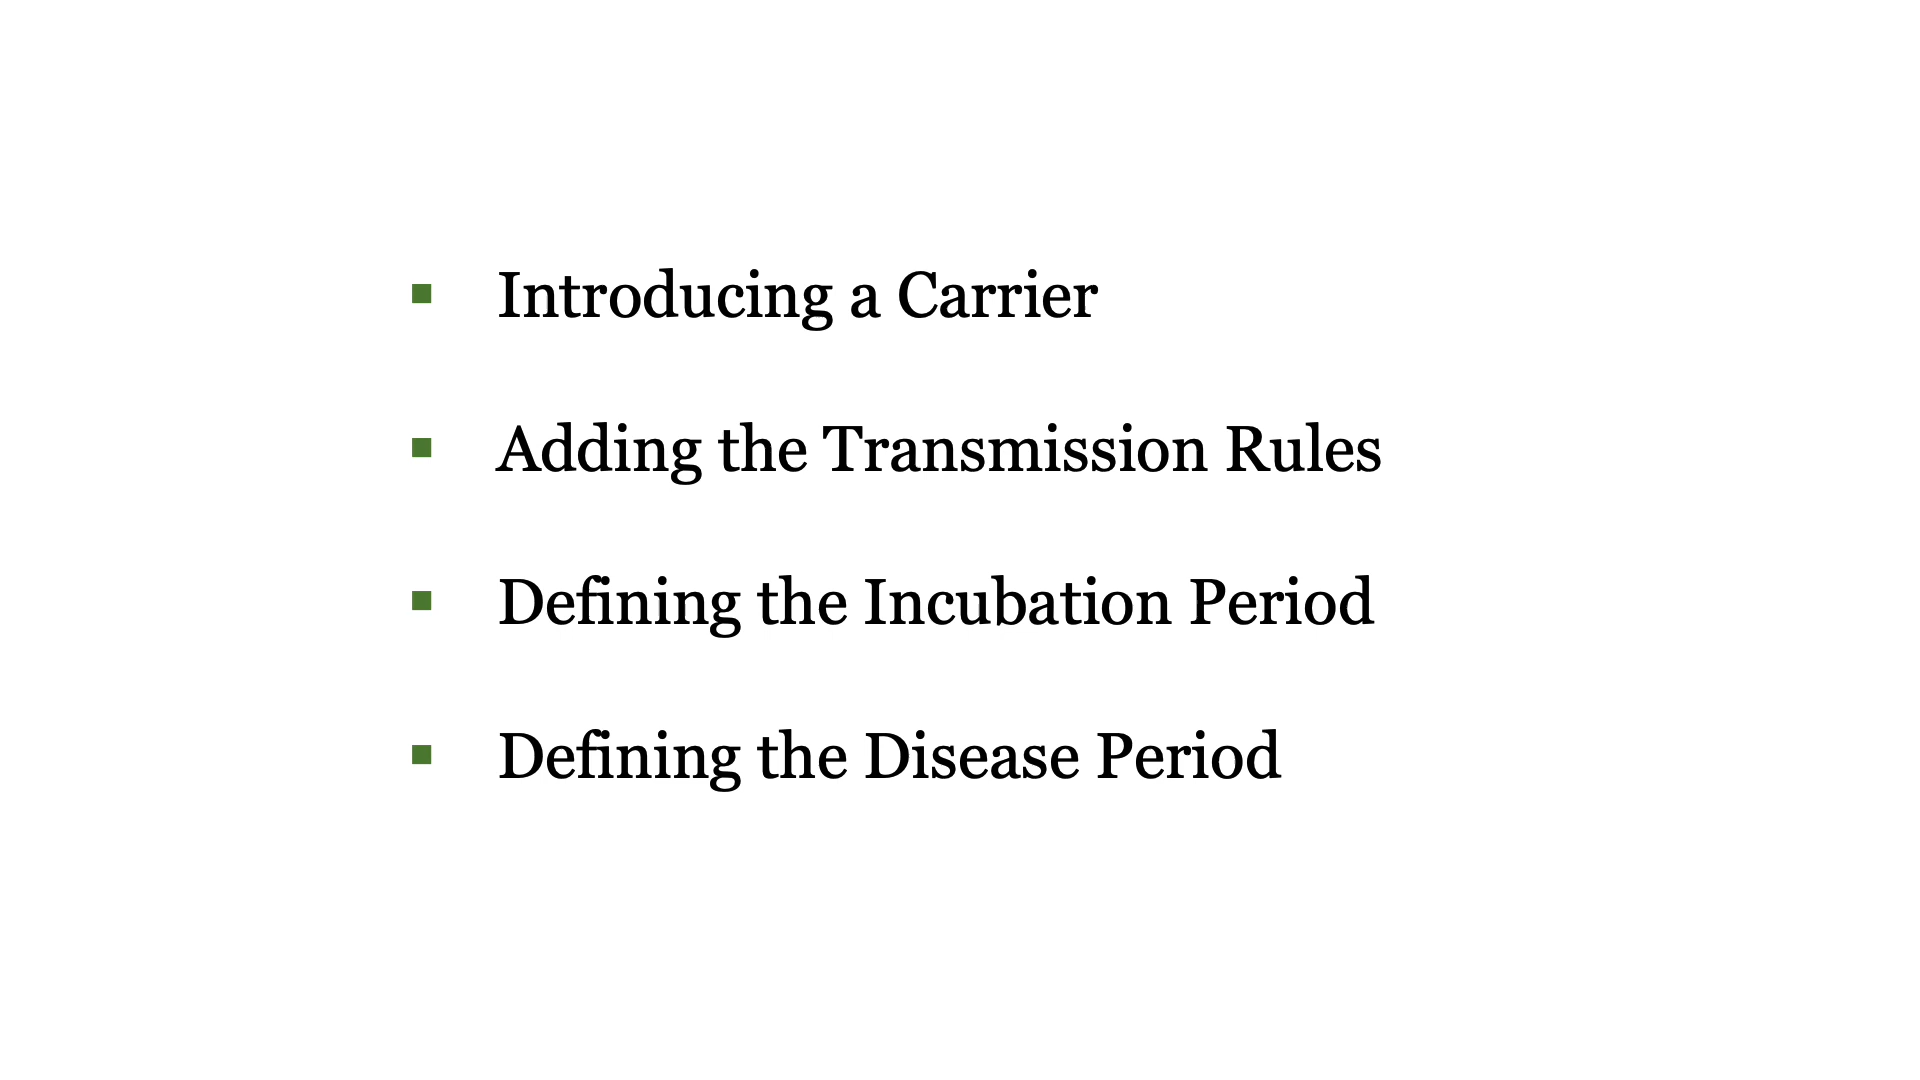 Introducing a Carrier
Adding the Transmission Rules
Defining the Incubation Period
Defining the Disease Period